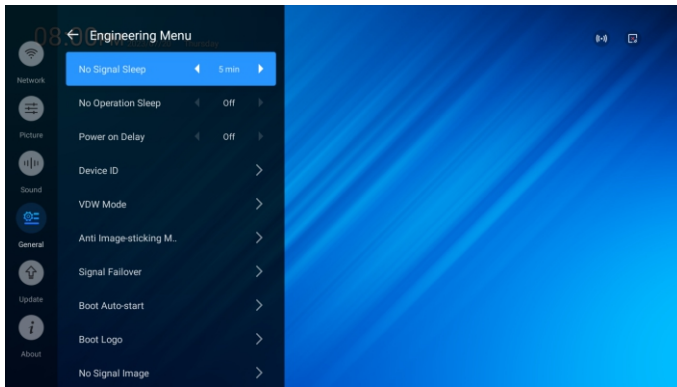 Engineering Menu
No Signal Sleep 5 min
Network
No Operation Sleep Off
Picture
Power on Delay Off
Device ID
Sound
VDW Mode
General
Anti Image-sticking M..
Signal Failover
Update
Boot Auto-start
Boot Logo
About
No Signal Image